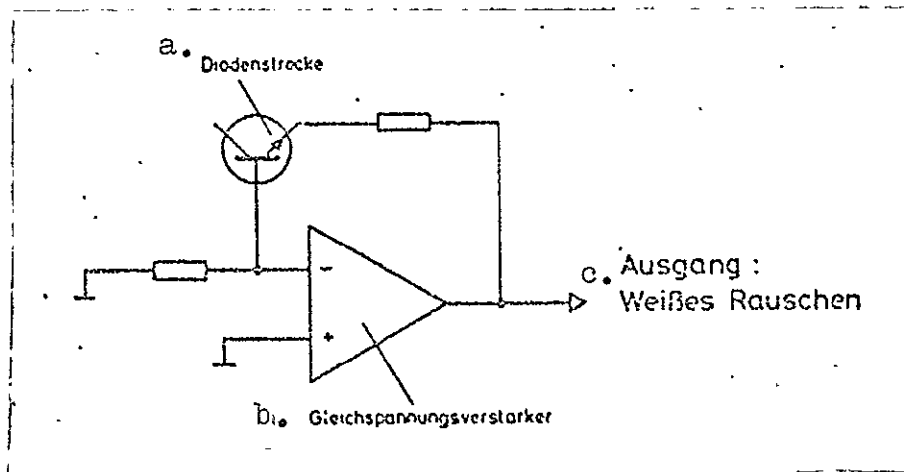 a. Diodenstrecke
- 
+
c. Ausgang :
Weißes Rauschen
b. Gleichspannungsverstarker